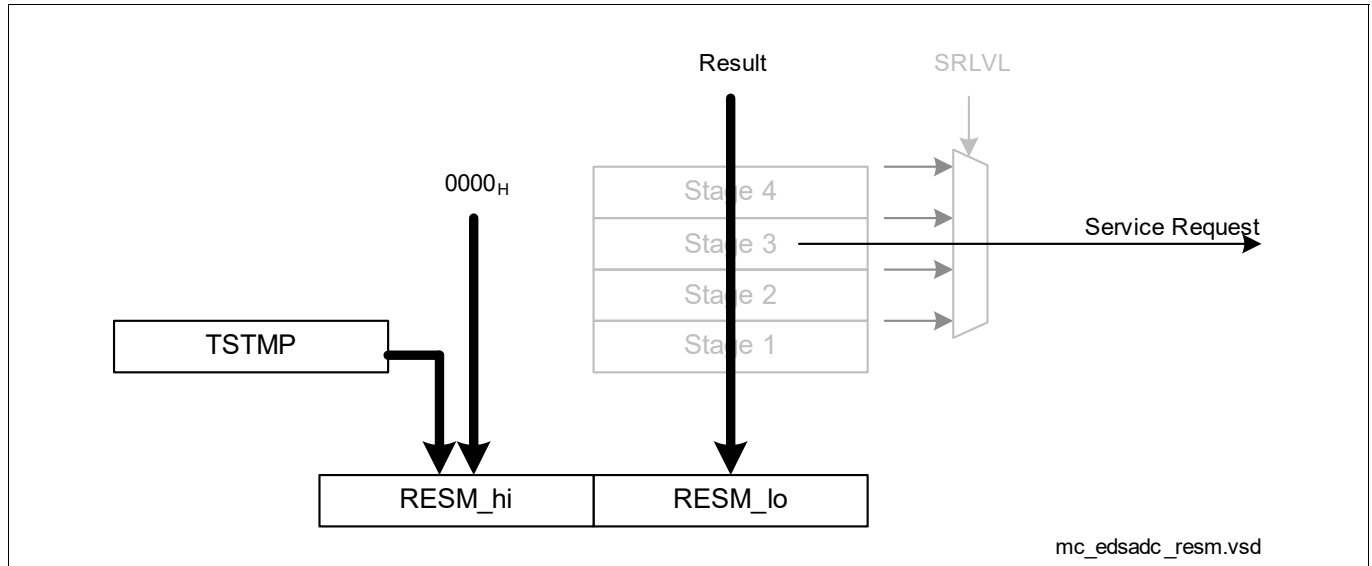 Result
SRLVL
0000H
Stage 4
Service Request
Stage 3
Stage 2
TSTMP
Stage 1
RESM_hi
RESM_lo
mc_edsadc_resm.vsd